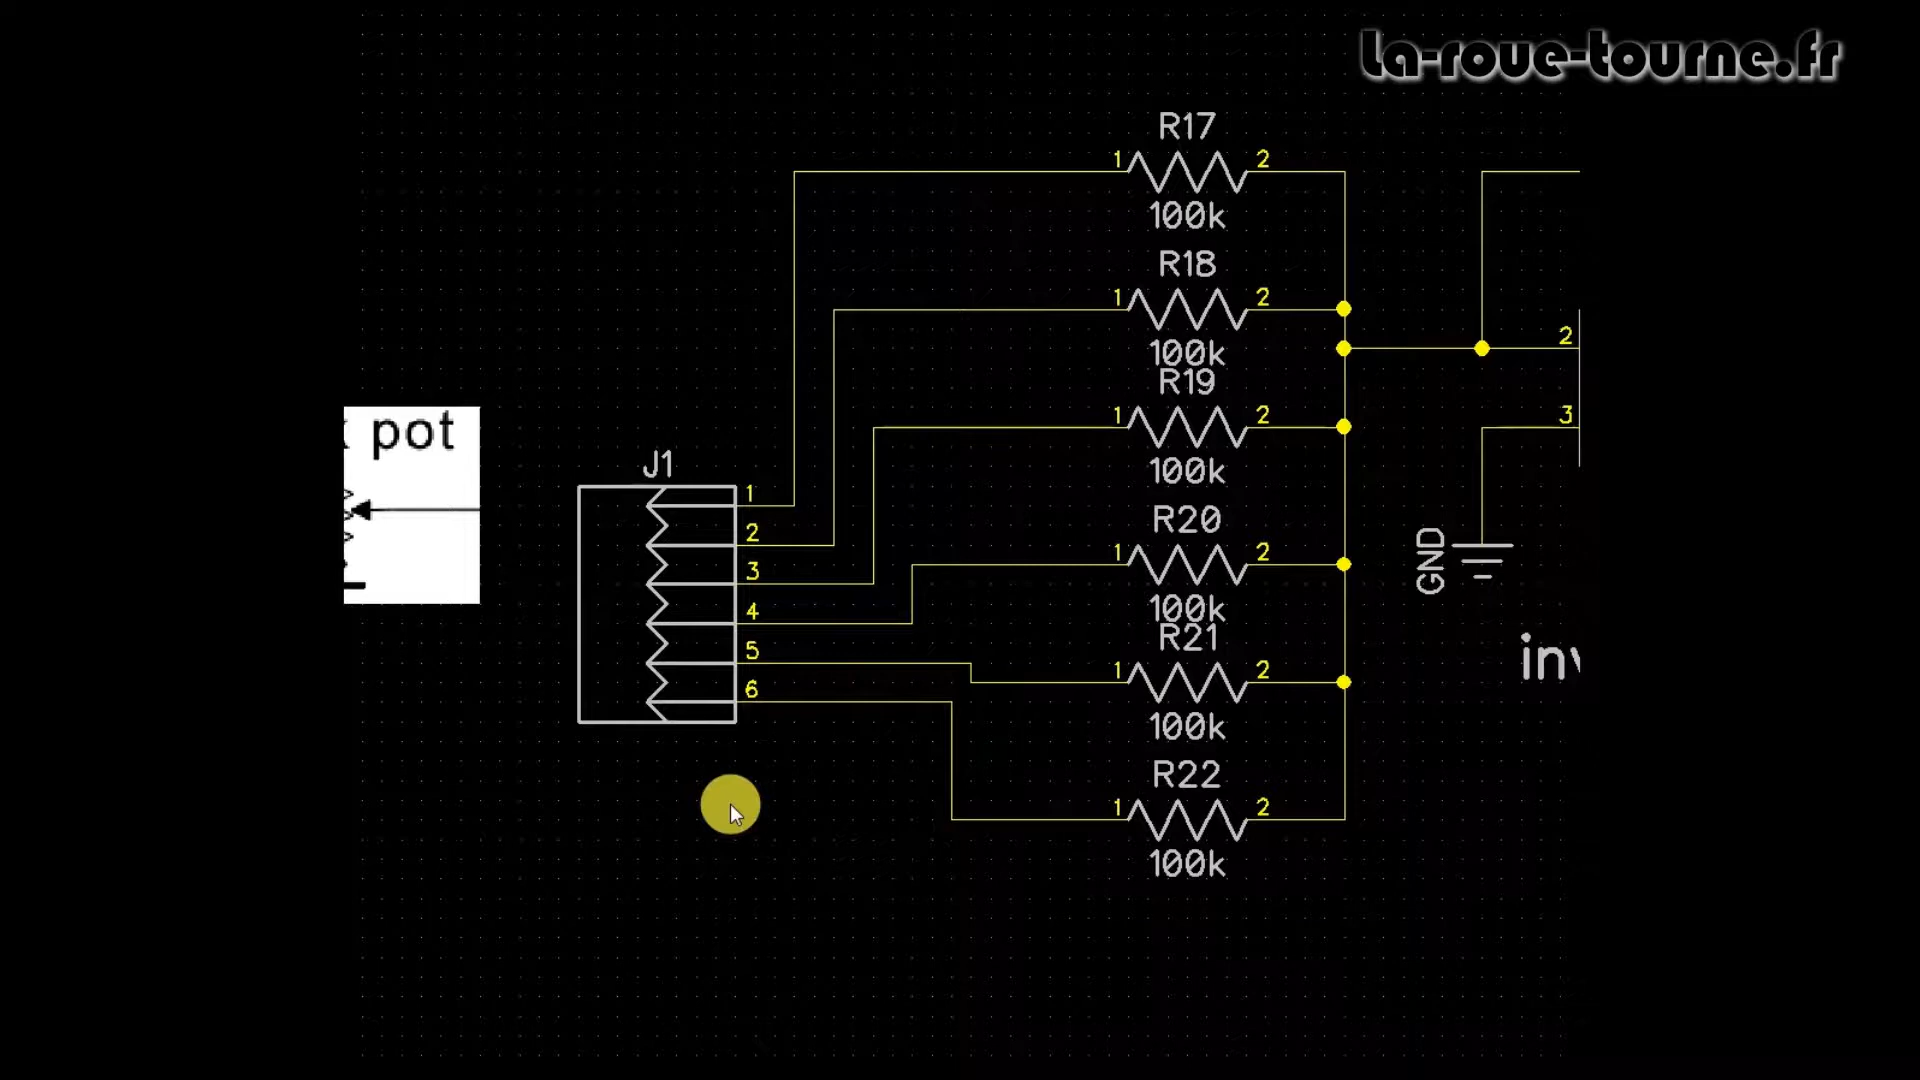 La-roue-tourne.fr
R17
1 2
100k
R18
1 2
100k
R19
1 2
100k
R20
1 2
100k
R21
1 2
100k
R22
1 2
100k
pot
J1
1
2
3
4
5
6
2
3
GND